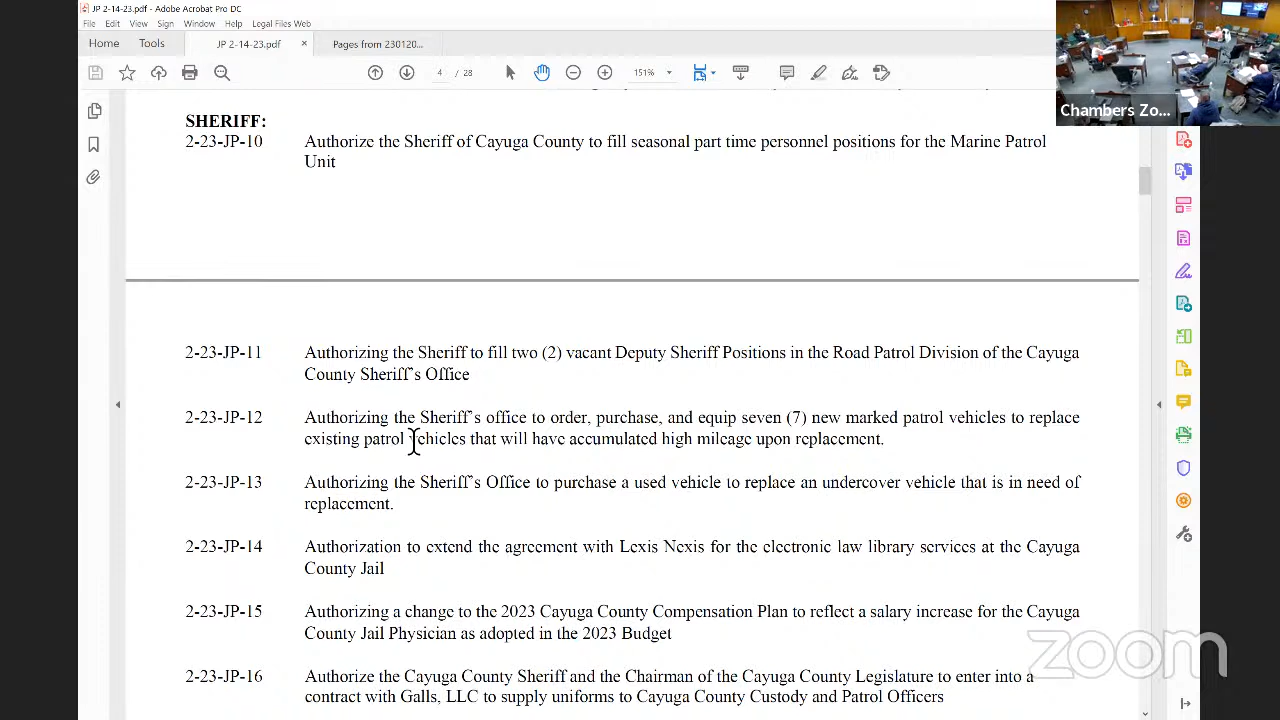 JP 2-14-23.pdf - Adobe Acrobat Pro DC
File Edit View Sign Window Help Legal Files Web
Home Tools JP 2-14-23.pdf × Pages from 230120...
4 / 28 151%
Chambers Zo...
SHERIFF:
2-23-JP-10 Authorize the Sheriff of Cayuga County to fill seasonal part time personnel positions for the Marine Patrol
Unit
2-23-JP-11 Authorizing the Sheriff to fill two (2) vacant Deputy Sheriff Positions in the Road Patrol Division of the Cayuga
County Sheriff's Office
2-23-JP-12 Authorizing the Sheriff's office to order, purchase, and equip seven (7) new marked patrol vehicles to replace
existing patrol vehicles that will have accumulated high mileage upon replacement.
2-23-JP-13 Authorizing the Sheriff's Office to purchase a used vehicle to replace an undercover vehicle that is in need of
replacement.
2-23-JP-14 Authorization to extend the agreement with Lexis Nexis for the electronic law library services at the Cayuga
County Jail
2-23-JP-15 Authorizing a change to the 2023 Cayuga County Compensation Plan to reflect a salary increase for the Cayuga
County Jail Physician as adopted in the 2023 Budget
2-23-JP-16 Authorize the Cayuga County Sheriff and the Chairman of the Cayuga County Legislature to enter into a
contract with Galls, LLC to supply uniforms to Cayuga County Custody and Patrol Officers
zoom